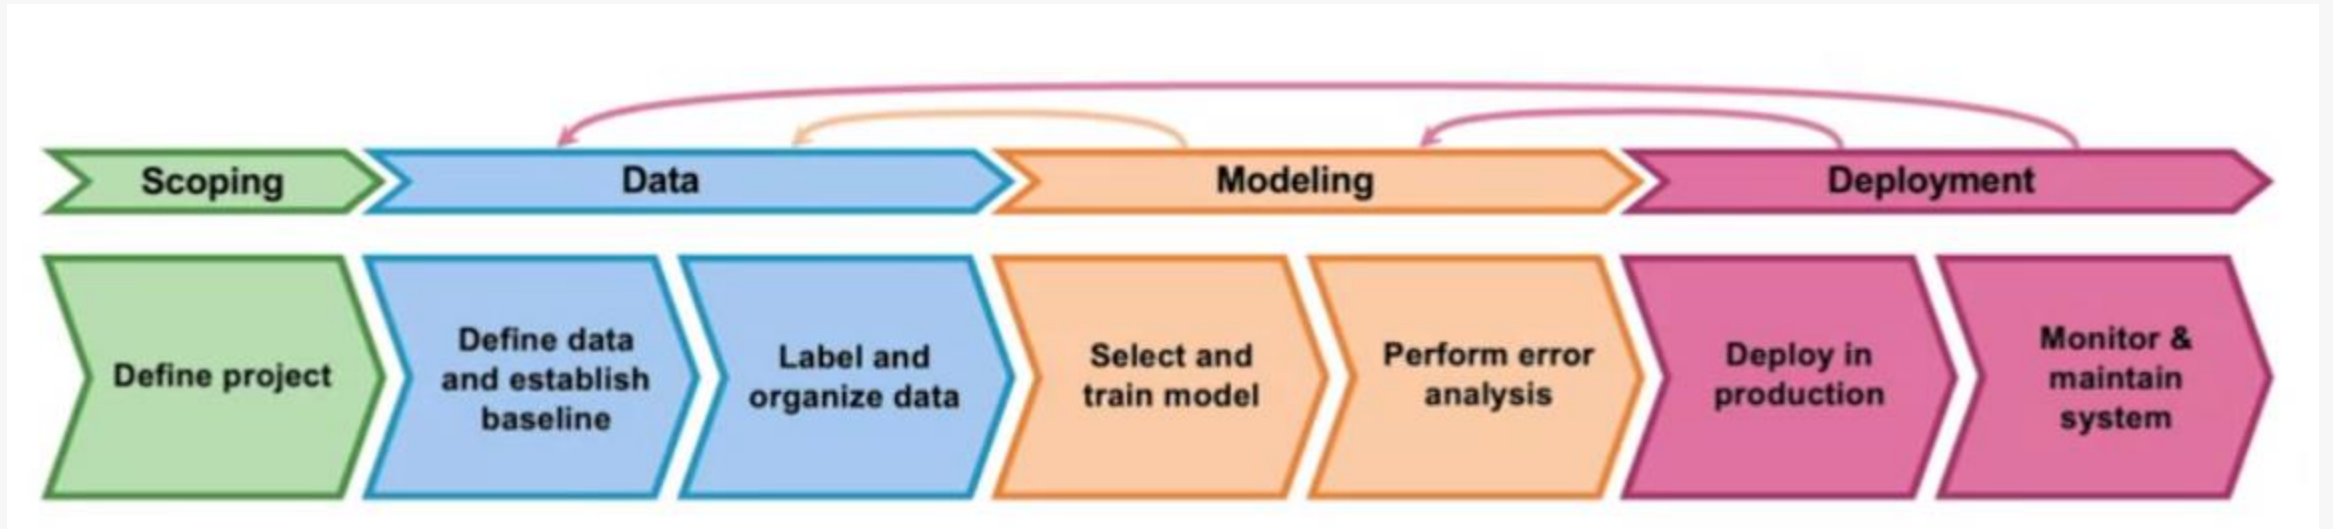 Scoping
Data
Modeling
Deployment
Define project
Define data
and establish
baseline
Label and
organize data
Select and
train model
Perform error
analysis
Deploy in
production
Monitor &
maintain
system